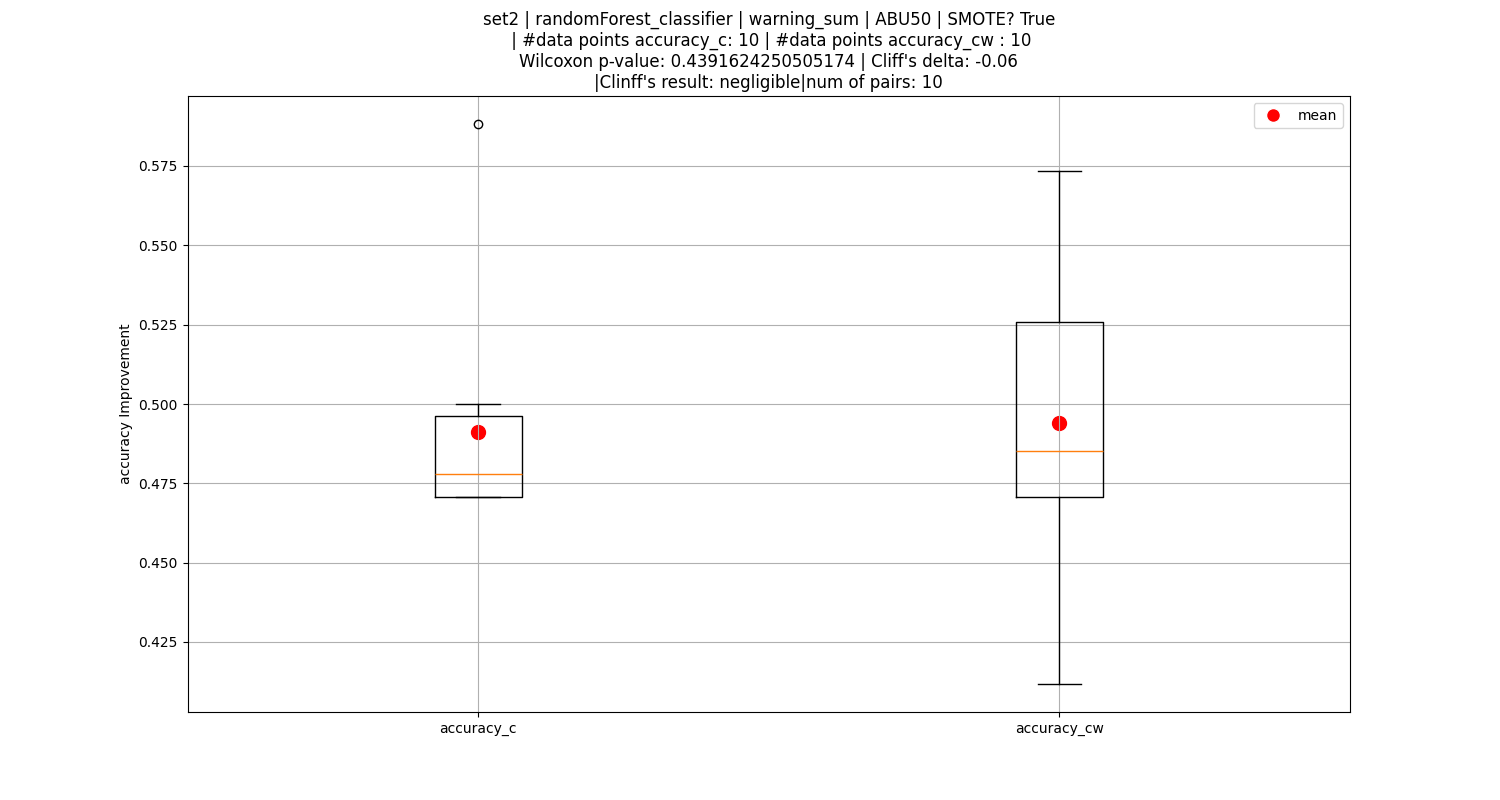 set2 | randomForest_classifier | warning_sum | ABU50 | SMOTE? True
| #data points accuracy_c: 10 | #data points accuracy_cw : 10
Wilcoxon p-value: 0.4391624250505174 | Cliff's delta: -0.06
|Clinff's result: negligible|num of pairs: 10
mean
0.575
0.550
0.525
0.500
0.475
0.450
0.425
accuracy Improvement
accuracy_c
accuracy_cw